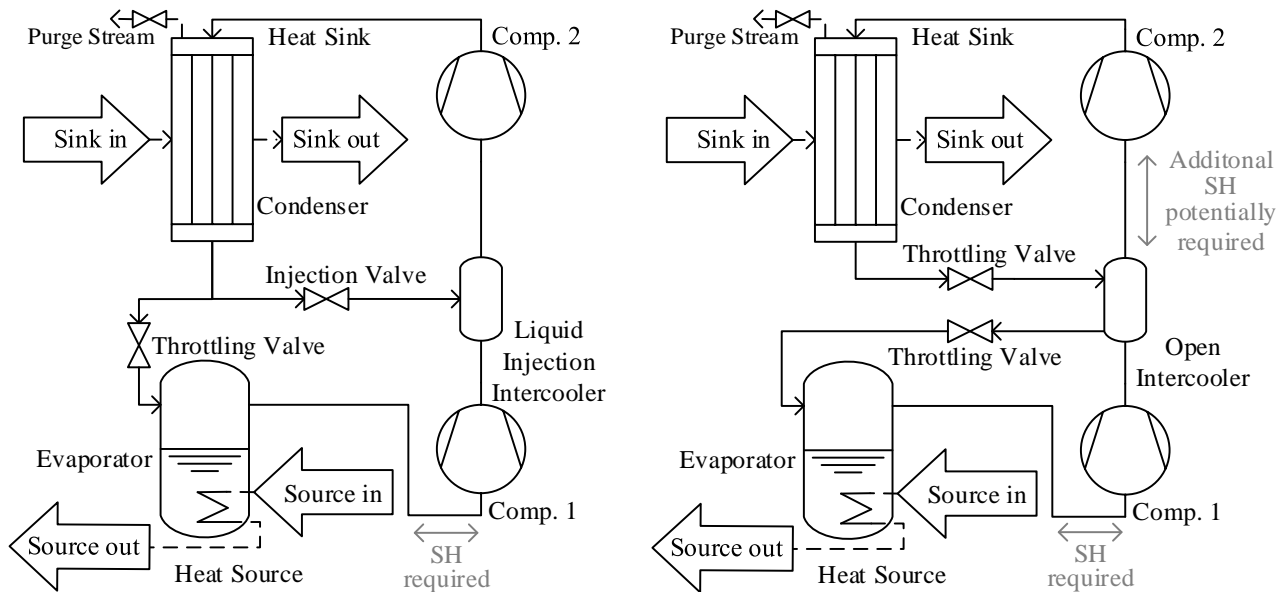 Purge Stream
Heat Sink
Comp. 2
Sink in
Sink out
Condenser
Injection Valve
Throttling Valve
Liquid
Injection
Intercooler
Evaporator
Source in
Source out
Comp. 1
SH
required
Heat Source
Purge Stream
Heat Sink
Comp. 2
Sink in
Sink out
Additonal
SH
potentially
required
Condenser
Throttling Valve
Throttling Valve
Open
Intercooler
Evaporator
Source in
Source out
Comp. 1
SH
required
Heat Source